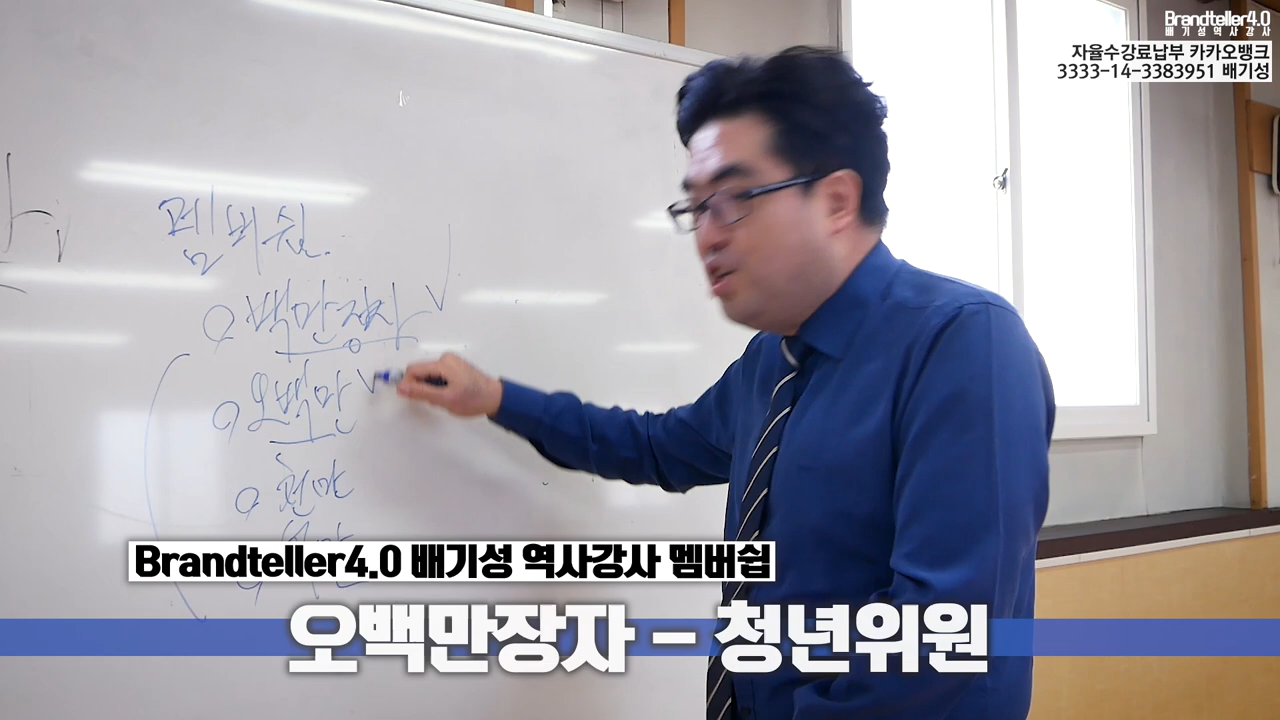 Brandteller4.0
배기성역사강사
자율수강료납부 카카오뱅크
3333-14-3383951 배기성
멤버쉽.
백만장자
오백만
천만
Brandteller4.0 배기성 역사강사 멤버쉽
오백만장자 - 청년위원